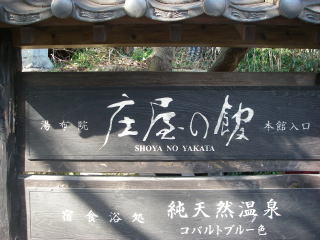 湯布院 庄屋の館 本館入口
SHOYA NO YAKATA
宿食浴処 純天然温泉
コバルトブルー色